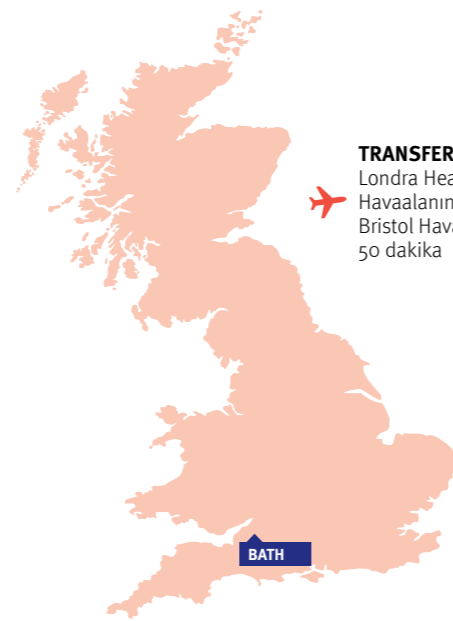 TRANSFER
Londra Hea
Havaalanın
Bristol Hava
50 dakika
BATH